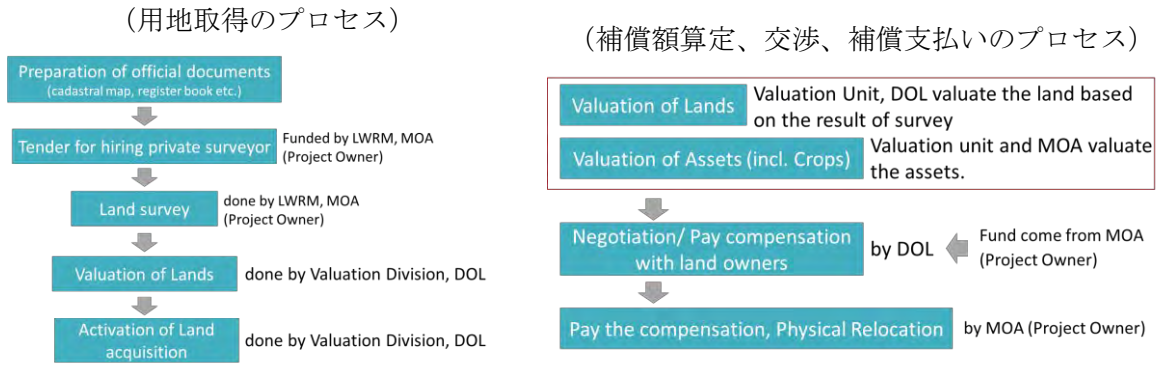 （用地取得のプロセス）
Preparation of official documents
(cadastral map, register book etc.)
Tender for hiring private surveyor
Funded by LWRM, MOA
(Project Owner)
Land survey
done by LWRM, MOA
(Project Owner)
Valuation of Lands
done by Valuation Division, DOL
Activation of Land
acquisition
done by Valuation Division, DOL
（補償額算定、交渉、補償支払いのプロセス）
Valuation of Lands
Valuation Unit, DOL valuate the land based
on the result of survey
Valuation of Assets (incl. Crops)
Valuation unit and MOA valuate
the assets.
Negotiation/ Pay compensation
with land owners
by DOL
Fund come from MOA
(Project Owner)
Pay the compensation, Physical Relocation
by MOA (Project Owner)